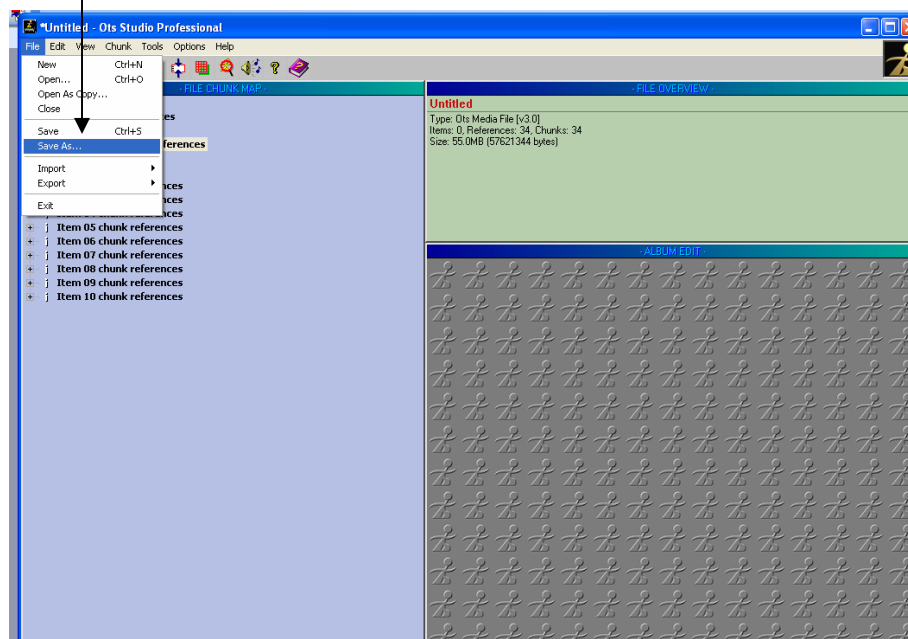 *Untitled - Ots Studio Professional
File Edit View Chunk Tools Options Help
New Ctrl+N
Open... Ctrl+O
Open As Copy...
Close
Save Ctrl+S
Save As...
Import
Export
Exit
- FILE CHUNK MAP -
Item 05 chunk references
Item 06 chunk references
Item 07 chunk references
Item 08 chunk references
Item 09 chunk references
Item 10 chunk references
- FILE OVERVIEW -
Untitled
Type: Ots Media File [v3.0]
Items: 0, References: 34, Chunks: 34
Size: 55.0MB (57621344 bytes)
- ALBUM EDIT -